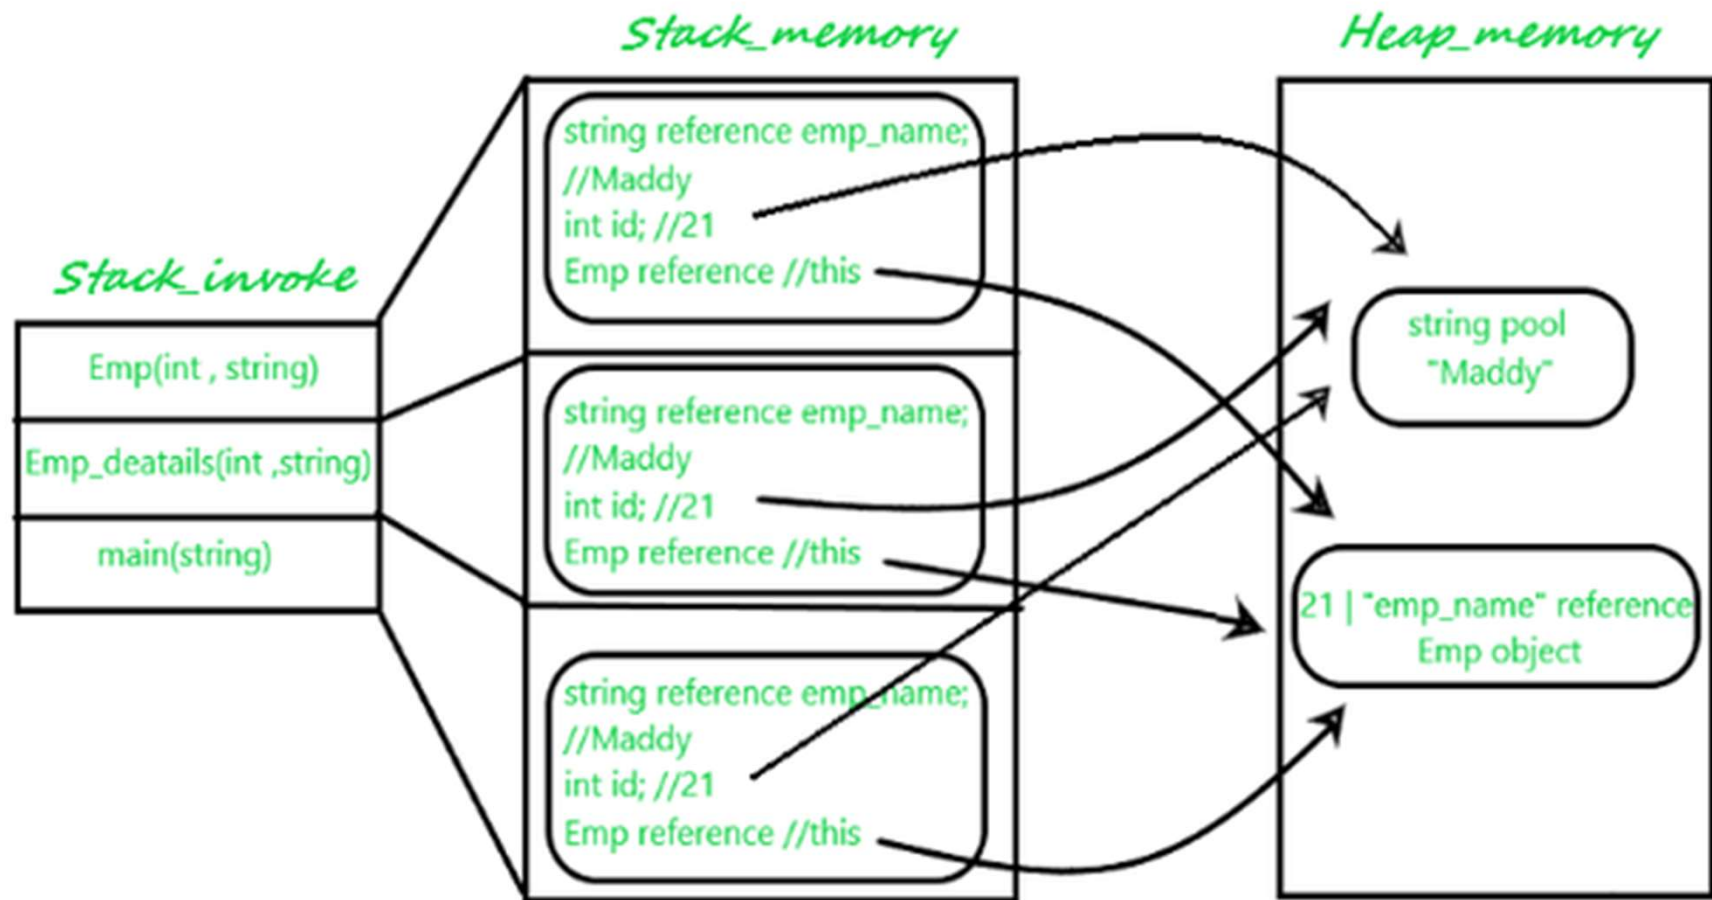 Stack_memory
Heap_memory
Stack_invoke
Emp(int , string)
Emp_deatails(int ,string)
main(string)
string reference emp_name;
//Maddy
int id; //21
Emp reference //this
string reference emp_name;
//Maddy
int id; //21
Emp reference //this
string reference emp_name;
//Maddy
int id; //21
Emp reference //this
string pool
"Maddy"
21 | "emp_name" reference
Emp object